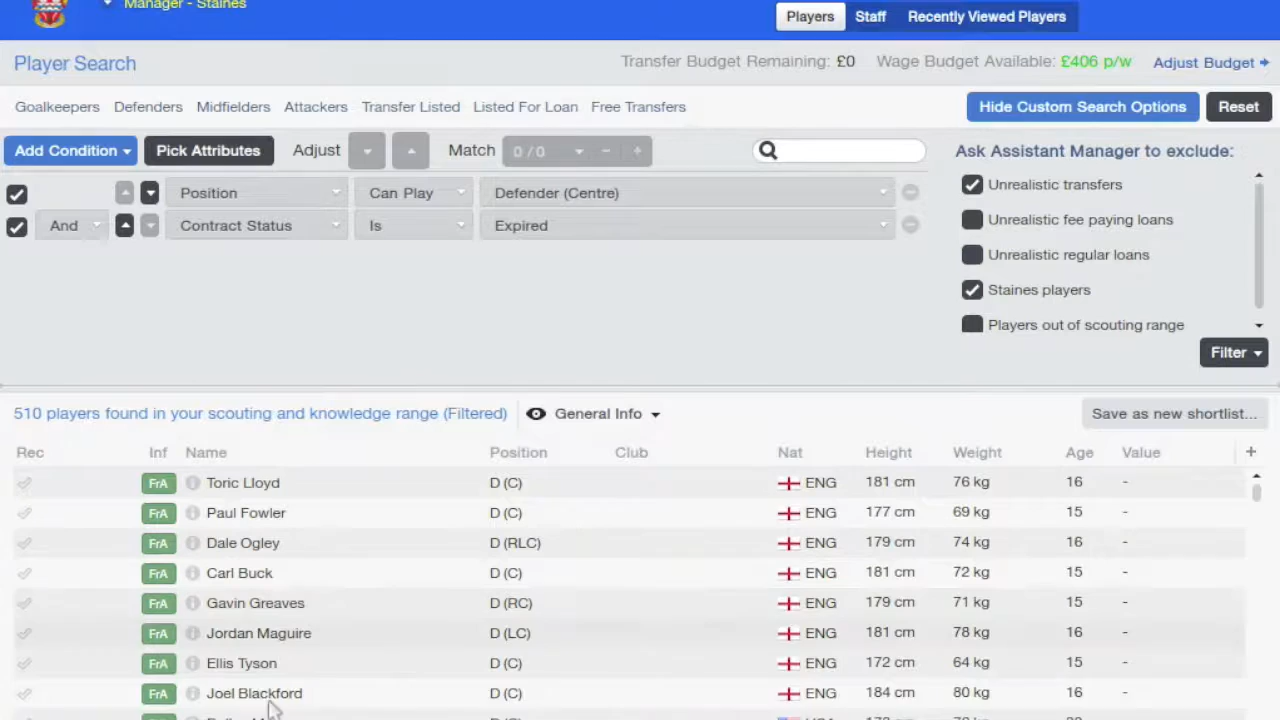 Manager - Staines
Players Staff Recently Viewed Players
Player Search
Transfer Budget Remaining: £0 Wage Budget Available: £406 p/w Adjust Budget
Goalkeepers Defenders Midfielders Attackers Transfer Listed Listed For Loan Free Transfers
Hide Custom Search Options Reset
Add Condition Pick Attributes Adjust Match 0 / 0
Position Can Play Defender (Centre)
And Contract Status Is Expired
Ask Assistant Manager to exclude:
Unrealistic transfers
Unrealistic fee paying loans
Unrealistic regular loans
Staines players
Players out of scouting range
Filter
510 players found in your scouting and knowledge range (Filtered) General Info Save as new shortlist...
Rec Inf Name Position Club Nat Height Weight Age Value +
FrA Toric Lloyd D (C) ENG 181 cm 76 kg 16 -
FrA Paul Fowler D (C) ENG 177 cm 69 kg 15 -
FrA Dale Ogley D (RLC) ENG 179 cm 74 kg 16 -
FrA Carl Buck D (C) ENG 181 cm 72 kg 15 -
FrA Gavin Greaves D (RC) ENG 179 cm 71 kg 15 -
FrA Jordan Maguire D (LC) ENG 181 cm 78 kg 16 -
FrA Ellis Tyson D (C) ENG 172 cm 64 kg 15 -
FrA Joel Blackford D (C) ENG 184 cm 80 kg 16 -